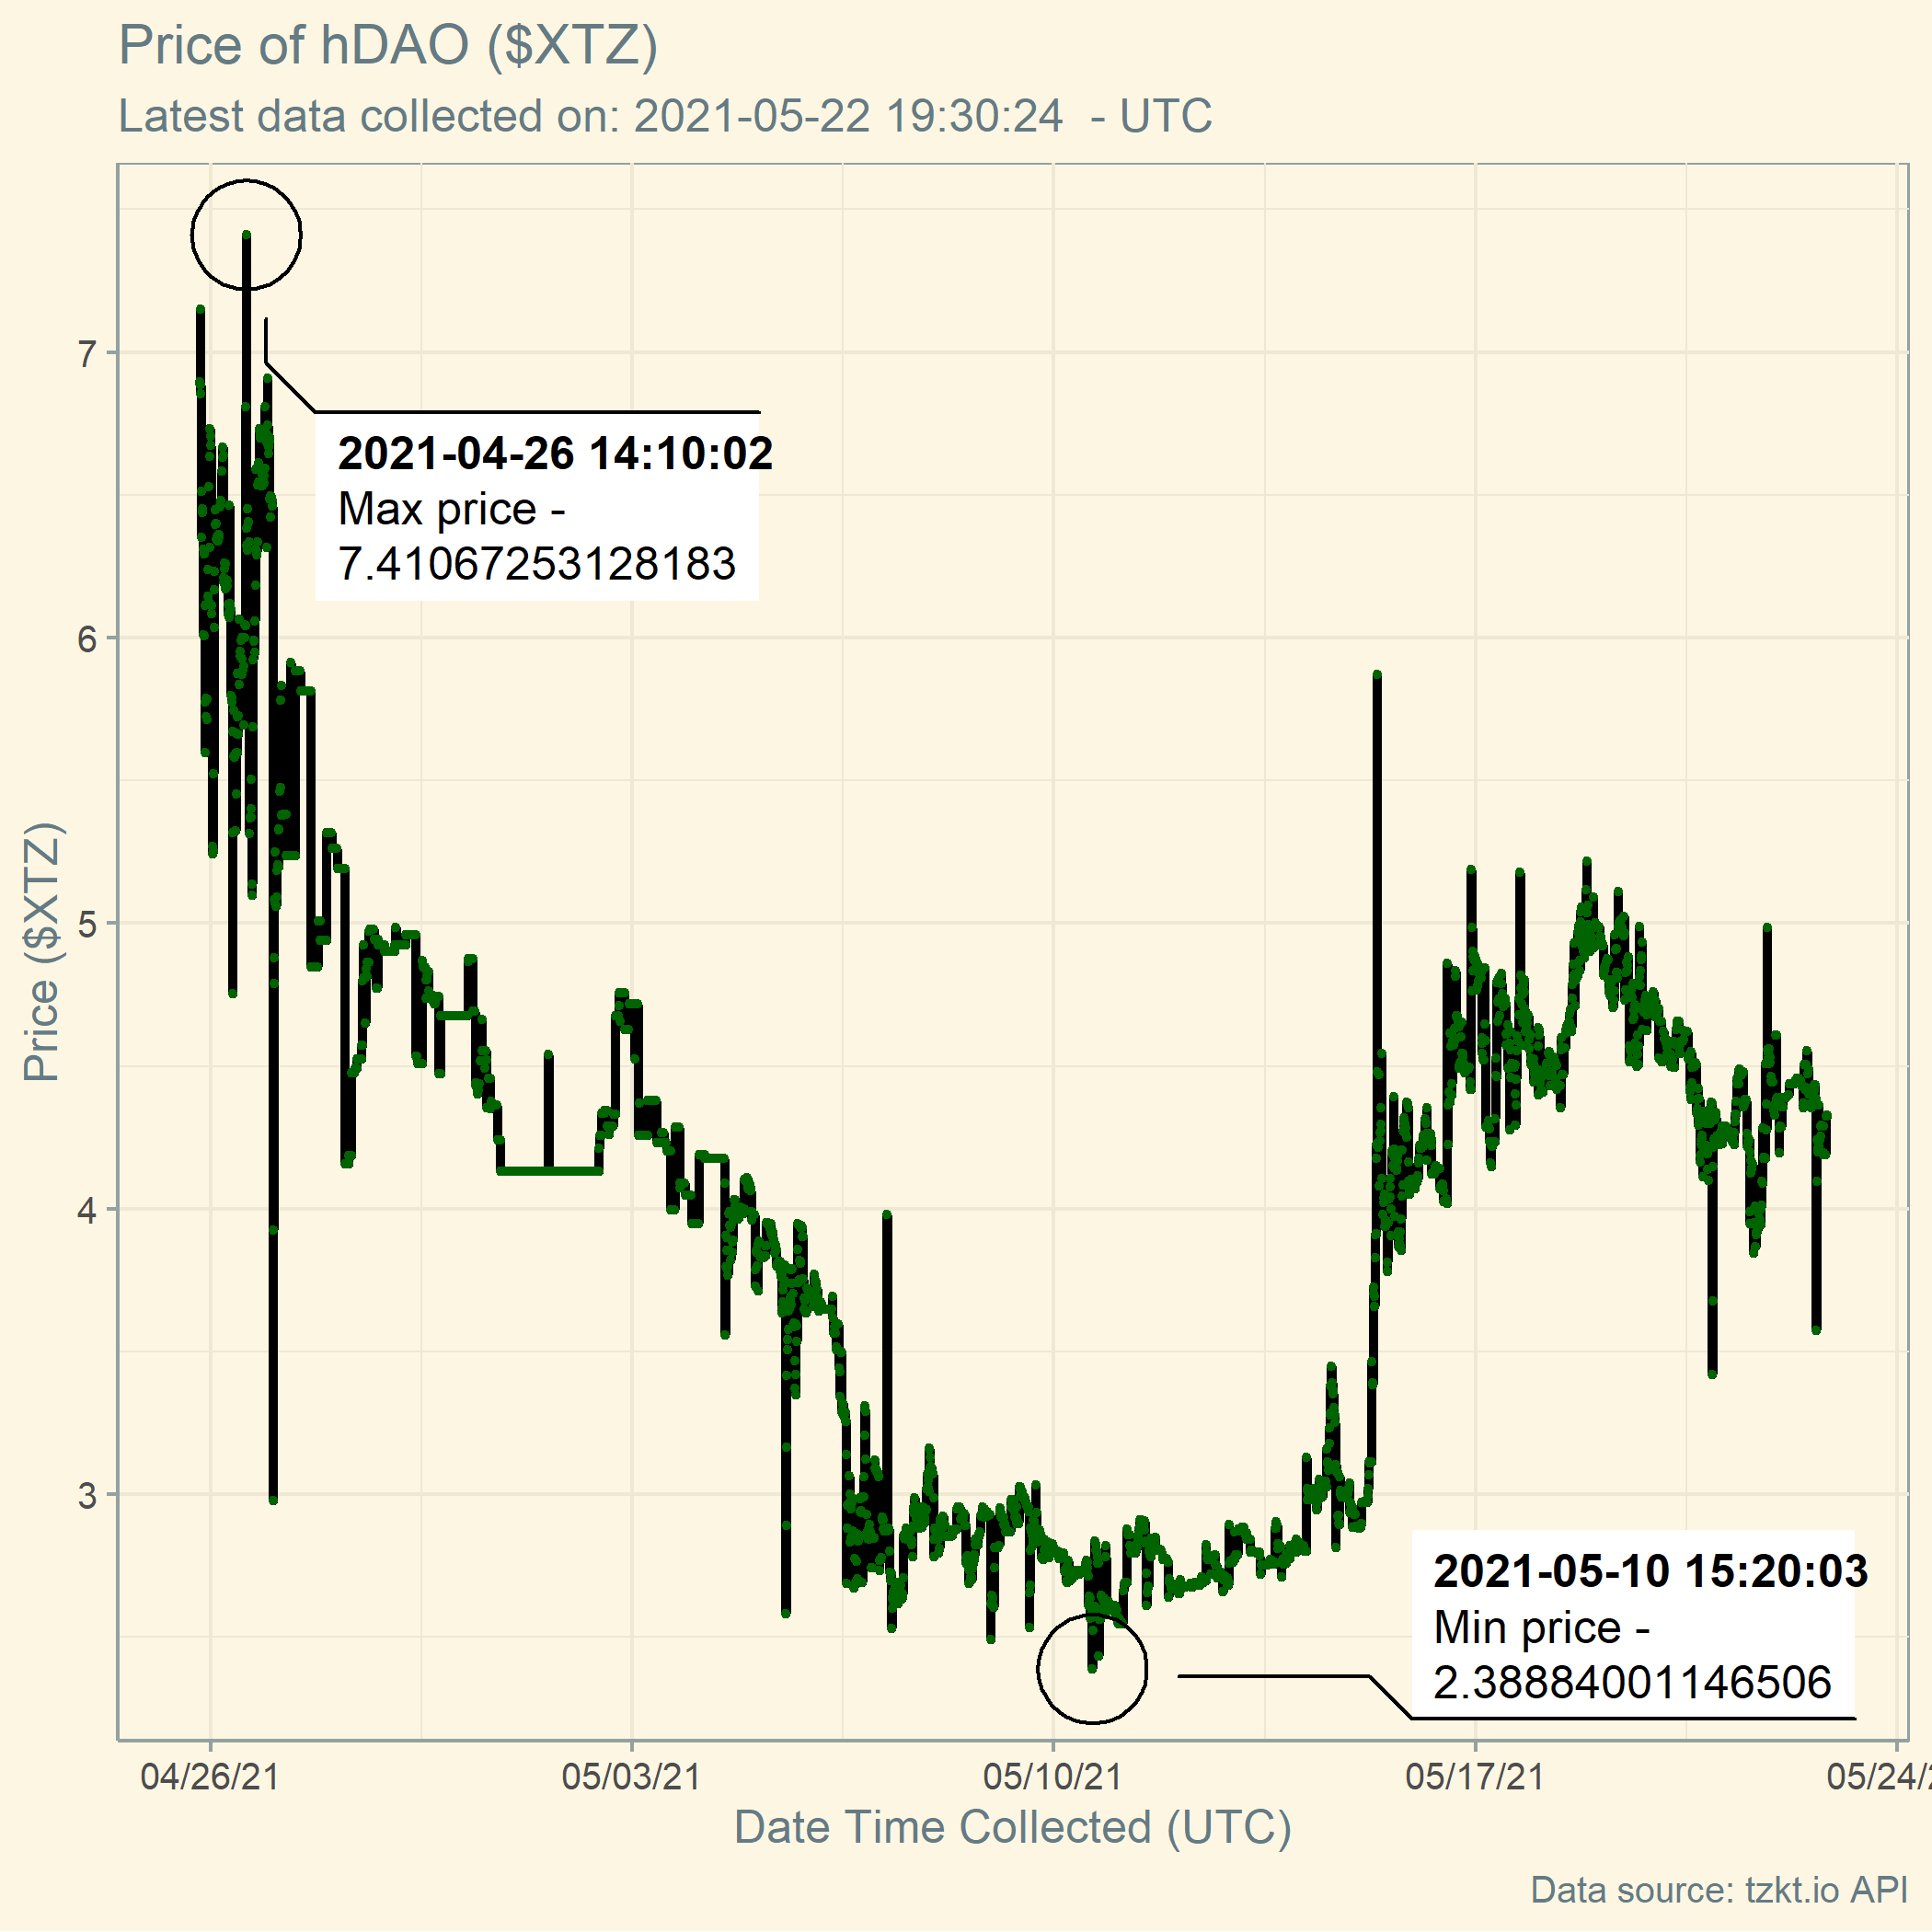 Price of hDAO ($XTZ)
Latest data collected on: 2021-05-22 19:30:24  - UTC
7
6
5
4
3
Price ($XTZ)
2021-04-26 14:10:02
Max price -
7.41067253128183
2021-05-10 15:20:03
Min price -
2.38884001146506
04/26/21 05/03/21 05/10/21 05/17/21 05/24/2
Date Time Collected (UTC)
Data source: tzkt.io API